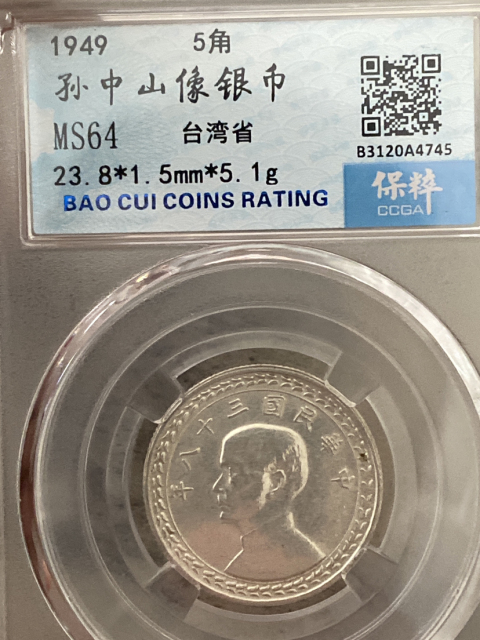 1949 5角
孙中山像银币
MS64 台湾省
B3120A4745
23.8*1.5mm*5.1g
保粹
CCGA
BAO CUI COINS RATING
年八十三國民華中